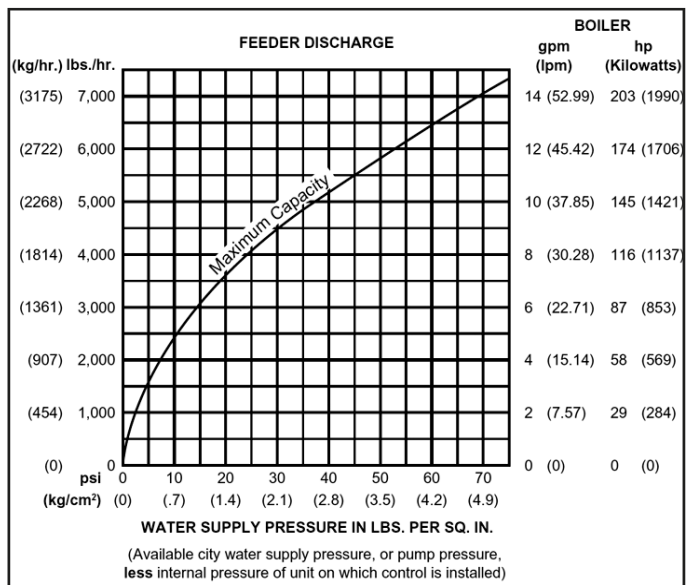 FEEDER DISCHARGE
BOILER
gpm hp
(lpm) (Kilowatts)
(kg/hr.) lbs./hr.
(3175) 7,000 14 (52.99) 203 (1990)
(2722) 6,000 12 (45.42) 174 (1706)
(2268) 5,000 10 (37.85) 145 (1421)
(1814) 4,000 8 (30.28) 116 (1137)
(1361) 3,000 6 (22.71) 87 (853)
(907) 2,000 4 (15.14) 58 (569)
(454) 1,000 2 (7.57) 29 (284)
(0) 0 0 (0) 0 (0)
Maximum Capacity
psi 0 10 20 30 40 50 60 70
(kg/cm²) (0) (.7) (1.4) (2.1) (2.8) (3.5) (4.2) (4.9)
WATER SUPPLY PRESSURE IN LBS. PER SQ. IN.
(Available city water supply pressure, or pump pressure,
less internal pressure of unit on which control is installed)